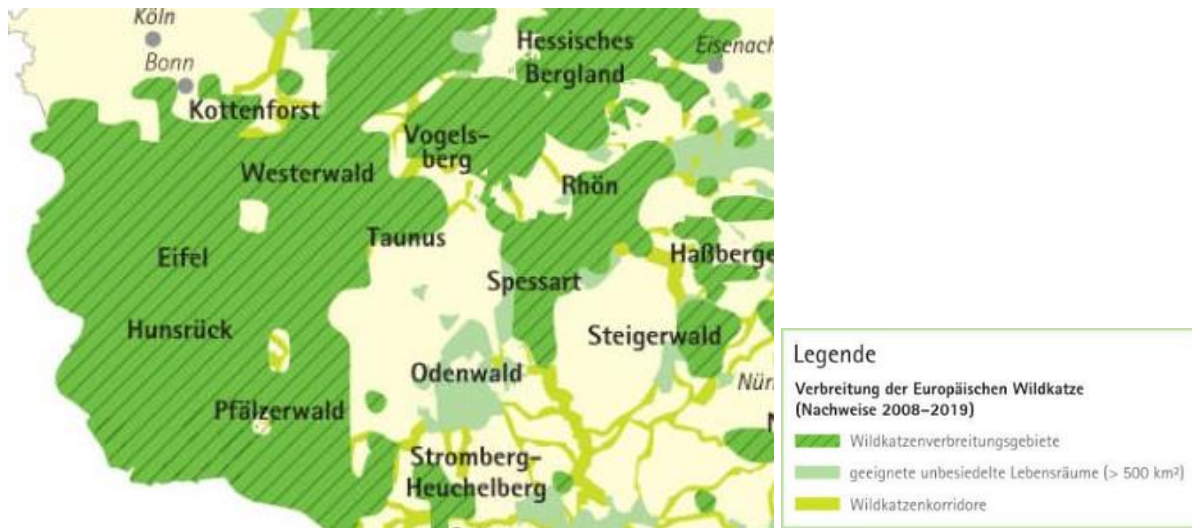 Köln
Bonn
Kottenforst
Hessisches
Bergland
Eisenach
Westerwald
Vogels-
berg
Rhön
Taunus
Eifel
Spessart
Haßberge
Hunsrück
Steigerwald
Odenwald
Nür
Pfälzerwald
N
Stromberg-
Heuchelberg
Legende
Verbreitung der Europäischen Wildkatze
(Nachweise 2008–2019)
Wildkatzenverbreitungsgebiete
geeignete unbesiedelte Lebensräume (> 500 km²)
Wildkatzenkorridore